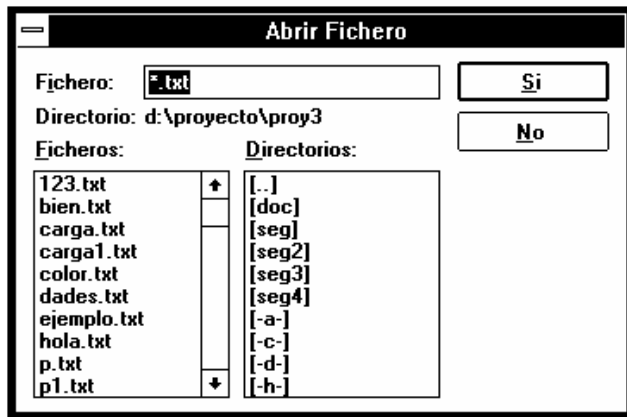 Abrir Fichero
Fichero: *.txt
Si
Directorio: d:\proyecto\proy3
No
Ficheros:
Directorios:
123.txt
bien.txt
carga.txt
carga1.txt
color.txt
dades.txt
ejemplo.txt
hola.txt
p.txt
p1.txt
[..]
[doc]
[seg]
[seg2]
[seg3]
[seg4]
[-a-]
[-c-]
[-d-]
[-h-]